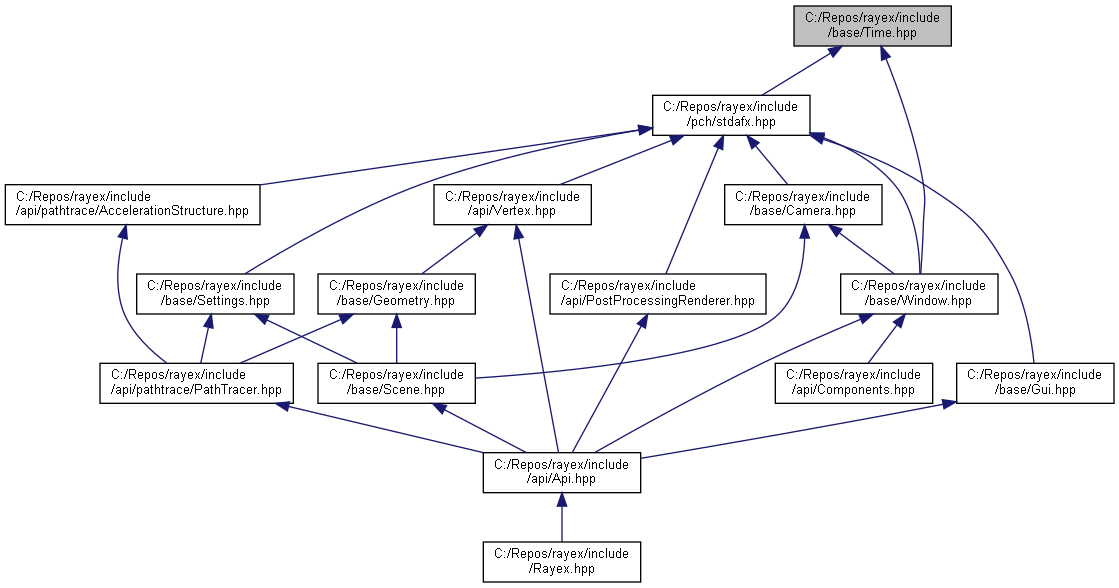 C:/Repos/rayex/include
/base/Time.hpp
C:/Repos/rayex/include
/pch/stdafx.hpp
C:/Repos/rayex/include
/api/pathtrace/AccelerationStructure.hpp
C:/Repos/rayex/include
/api/Vertex.hpp
C:/Repos/rayex/include
/base/Camera.hpp
C:/Repos/rayex/include
/base/Settings.hpp
C:/Repos/rayex/include
/base/Geometry.hpp
C:/Repos/rayex/include
/api/PostProcessingRenderer.hpp
C:/Repos/rayex/include
/base/Window.hpp
C:/Repos/rayex/include
/api/pathtrace/PathTracer.hpp
C:/Repos/rayex/include
/base/Scene.hpp
C:/Repos/rayex/include
/api/Components.hpp
C:/Repos/rayex/include
/base/Gui.hpp
C:/Repos/rayex/include
/api/Api.hpp
C:/Repos/rayex/include
/Rayex.hpp